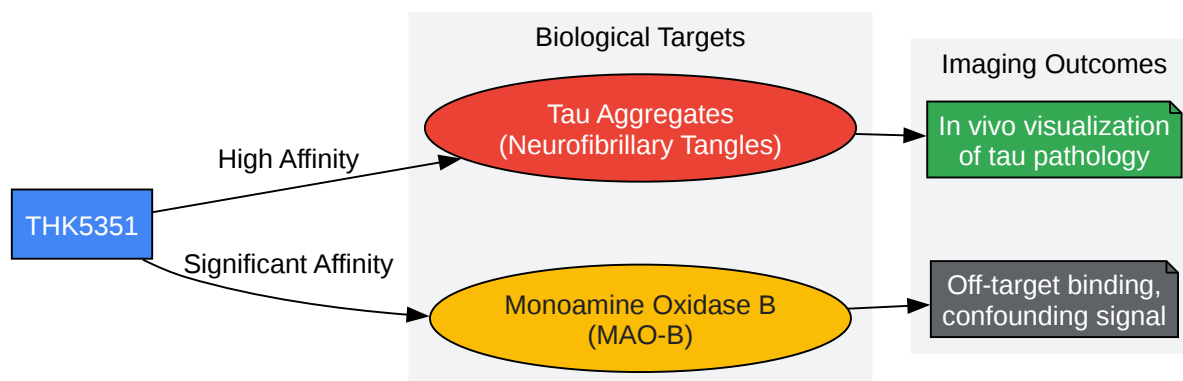 Biological Targets
Imaging Outcomes
Tau Aggregates
(Neurofibrillary Tangles)
In vivo visualization
of tau pathology
High Affinity
THK5351
Significant Affinity
Monoamine Oxidase B
(MAO-B)
Off-target binding,
confounding signal